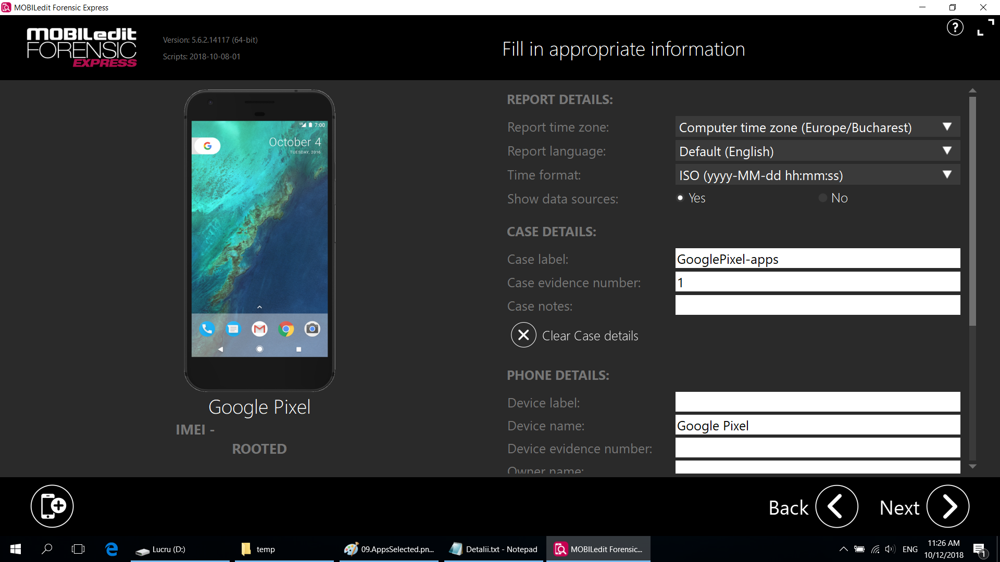 MOBILedit Forensic Express
MOBILedit
FORENSIC
EXPRESS
Version: 5.6.2.14117 (64-bit)
Scripts: 2018-10-08-01
Fill in appropriate information
?
LTE 7:00
G
October 4
TUESDAY, 2016
Google Pixel
IMEI -
ROOTED
REPORT DETAILS:
Report time zone: Computer time zone (Europe/Bucharest)
Report language: Default (English)
Time format: ISO (yyyy-MM-dd hh:mm:ss)
Show data sources: Yes No
CASE DETAILS:
Case label: GooglePixel-apps
Case evidence number: 1
Case notes:
Clear Case details
PHONE DETAILS:
Device label:
Device name: Google Pixel
Device evidence number:
Owner name:
Back Next
Lucru (D:) temp 09.AppsSelected.pn... Detalii.txt - Notepad MOBILedit Forensic... ENG 11:26 AM
10/12/2018 1